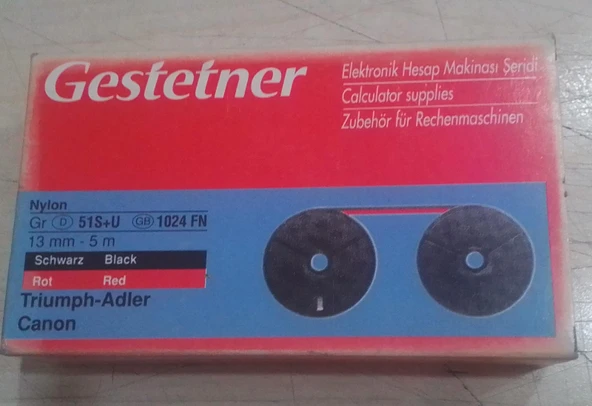 Gestetner
Elektronik Hesap Makinası Şeridi
Calculator supplies
Zubehör für Rechenmaschinen
Nylon
Gr D 51S+U GB 1024 FN
13 mm - 5 m
Schwarz Black
Rot Red
Triumph-Adler
Canon